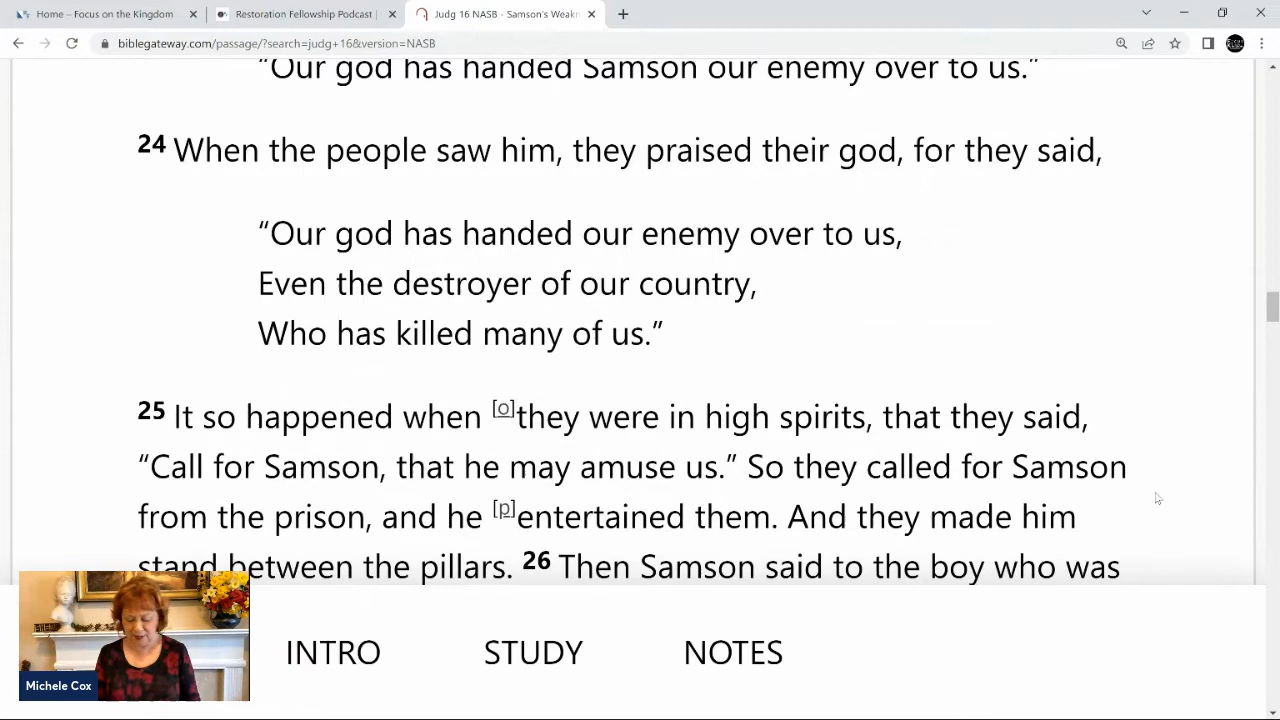 Home – Focus on the Kingdom
Restoration Fellowship Podcast |
Judg 16 NASB - Samson's Weakn
biblegateway.com/passage/?search=judg+16&version=NASB
“Our god has handed Samson our enemy over to us.”
24 When the people saw him, they praised their god, for they said,
“Our god has handed our enemy over to us,
Even the destroyer of our country,
Who has killed many of us.”
25 It so happened when [o]they were in high spirits, that they said,
“Call for Samson, that he may amuse us.” So they called for Samson
from the prison, and he [p]entertained them. And they made him
stand between the pillars. 26 Then Samson said to the boy who was
INTRO STUDY NOTES
Michele Cox